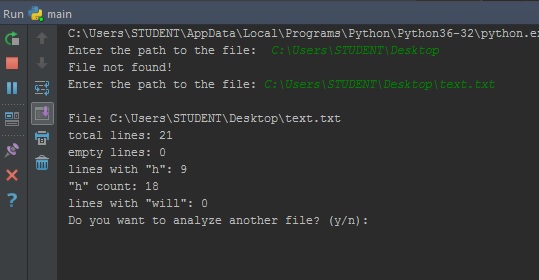 Run main
C:\Users\STUDENT\AppData\Local\Programs\Python\Python36-32\python.e
Enter the path to the file: C:\Users\STUDENT\Desktop
File not found!
Enter the path to the file: C:\Users\STUDENT\Desktop\text.txt
File: C:\Users\STUDENT\Desktop\text.txt
total lines: 21
empty lines: 0
lines with "h": 9
"h" count: 18
lines with "will": 0
Do you want to analyze another file? (y/n):